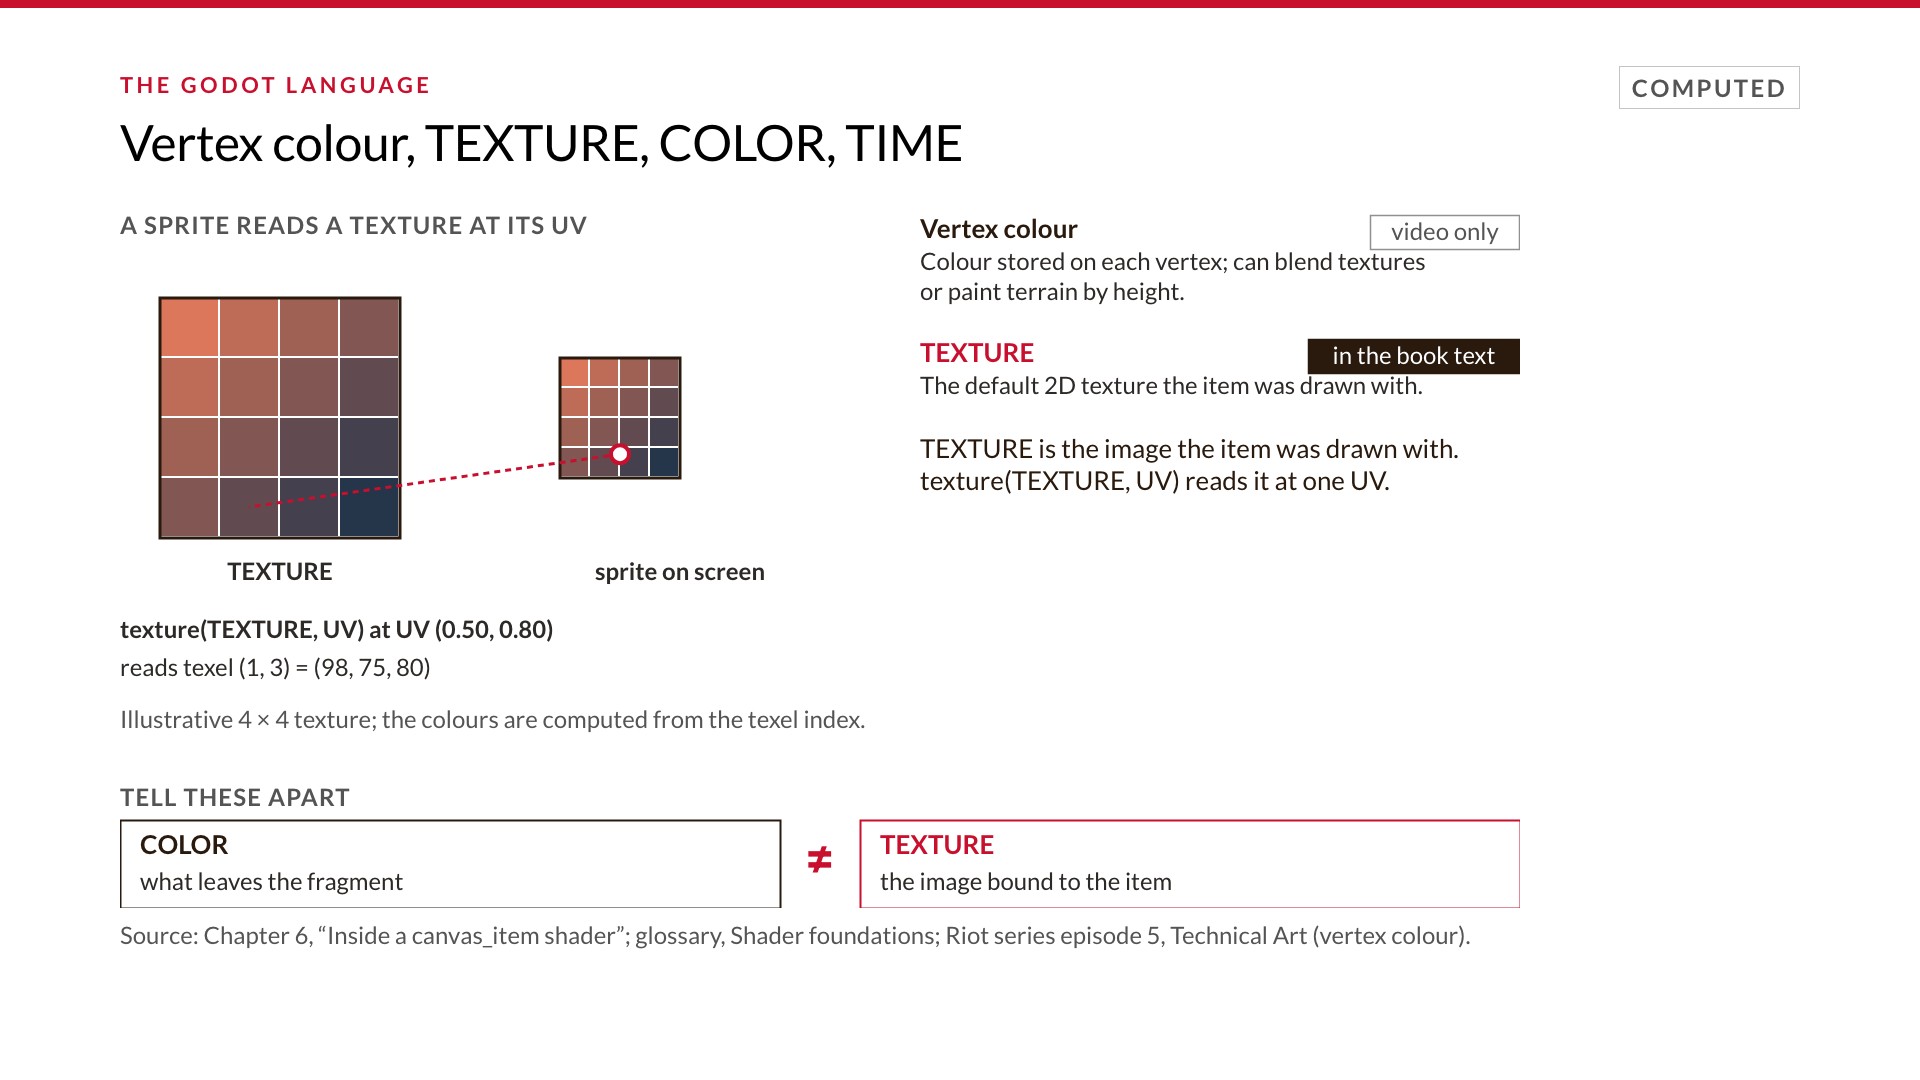 THE GODOT LANGUAGE
COMPUTED
Vertex colour, TEXTURE, COLOR, TIME
A SPRITE READS A TEXTURE AT ITS UV
TEXTURE
sprite on screen
texture(TEXTURE, UV) at UV (0.50, 0.80)
reads texel (1, 3) = (98, 75, 80)
Illustrative 4 × 4 texture; the colours are computed from the texel index.
Vertex colour
video only
Colour stored on each vertex; can blend textures
or paint terrain by height.
TEXTURE
in the book text
The default 2D texture the item was drawn with.
TEXTURE is the image the item was drawn with.
texture(TEXTURE, UV) reads it at one UV.
TELL THESE APART
COLOR
what leaves the fragment
≠
TEXTURE
the image bound to the item
Source: Chapter 6, “Inside a canvas_item shader”; glossary, Shader foundations; Riot series episode 5, Technical Art (vertex colour).